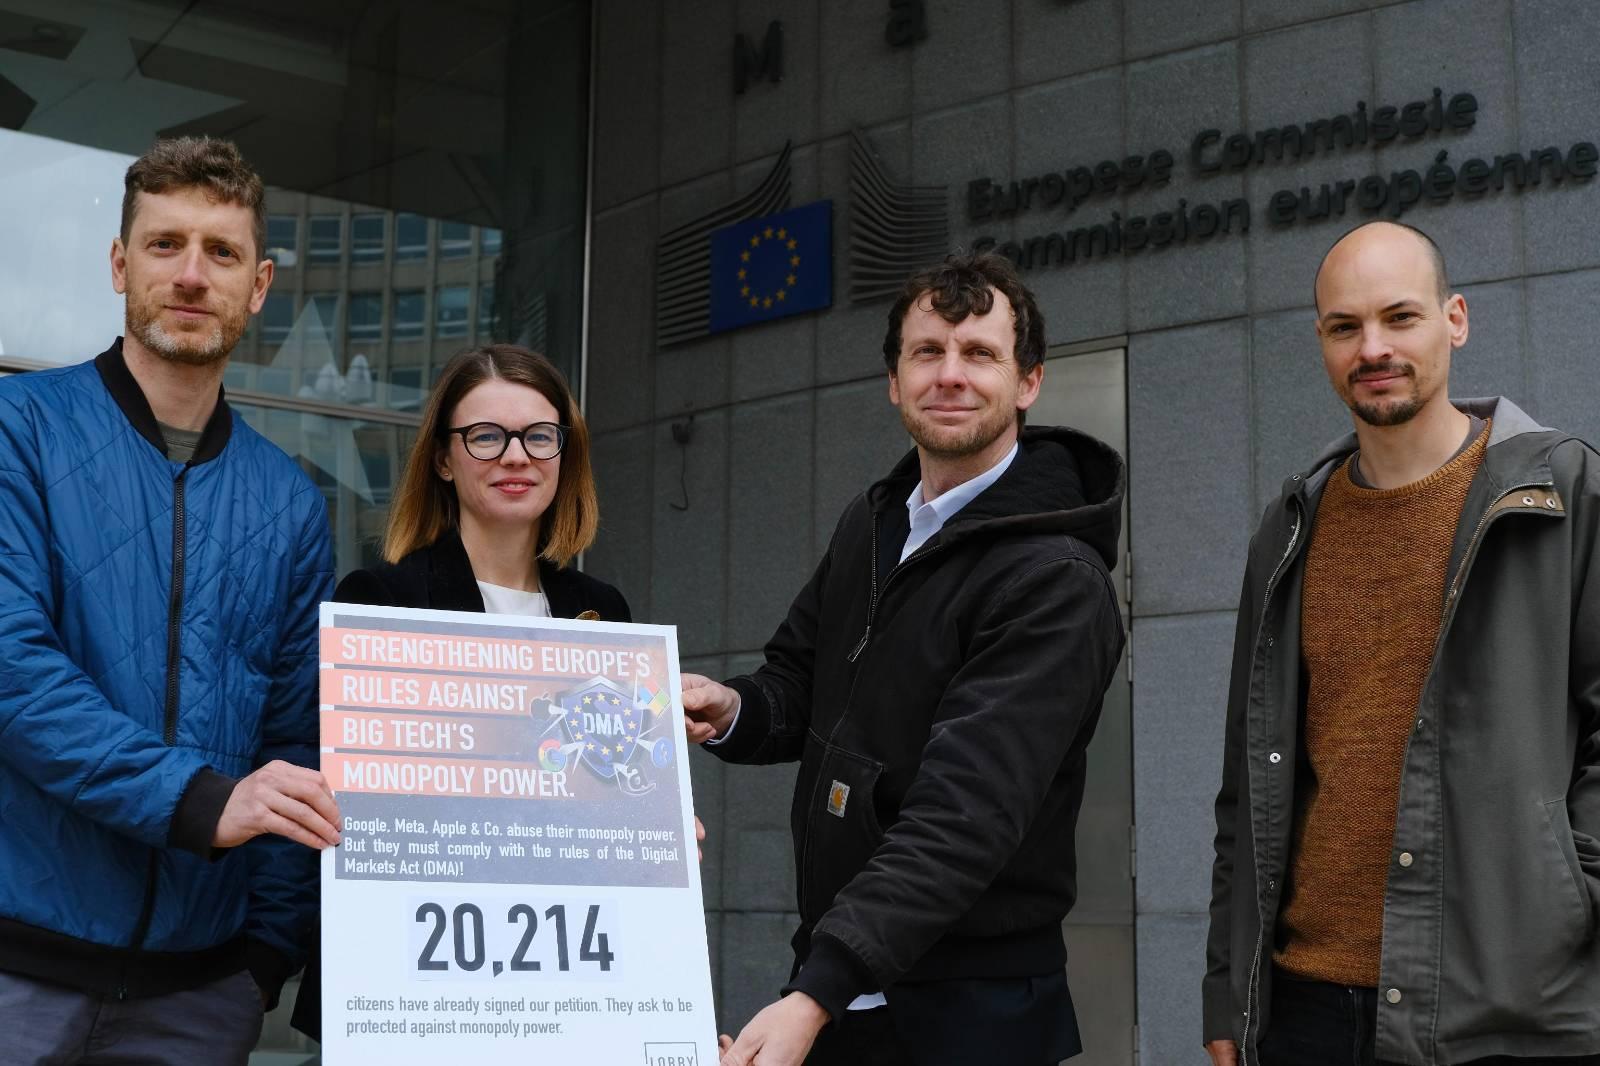 M a
Europese Commissie
Commission européenne
STRENGTHENING EUROPE'S
RULES AGAINST
BIG TECH'S
MONOPOLY POWER.
DMA
Google, Meta, Apple & Co. abuse their monopoly power.
But they must comply with the rules of the Digital
Markets Act (DMA)!
20,214
citizens have already signed our petition. They ask to be
protected against monopoly power.
LOBBY